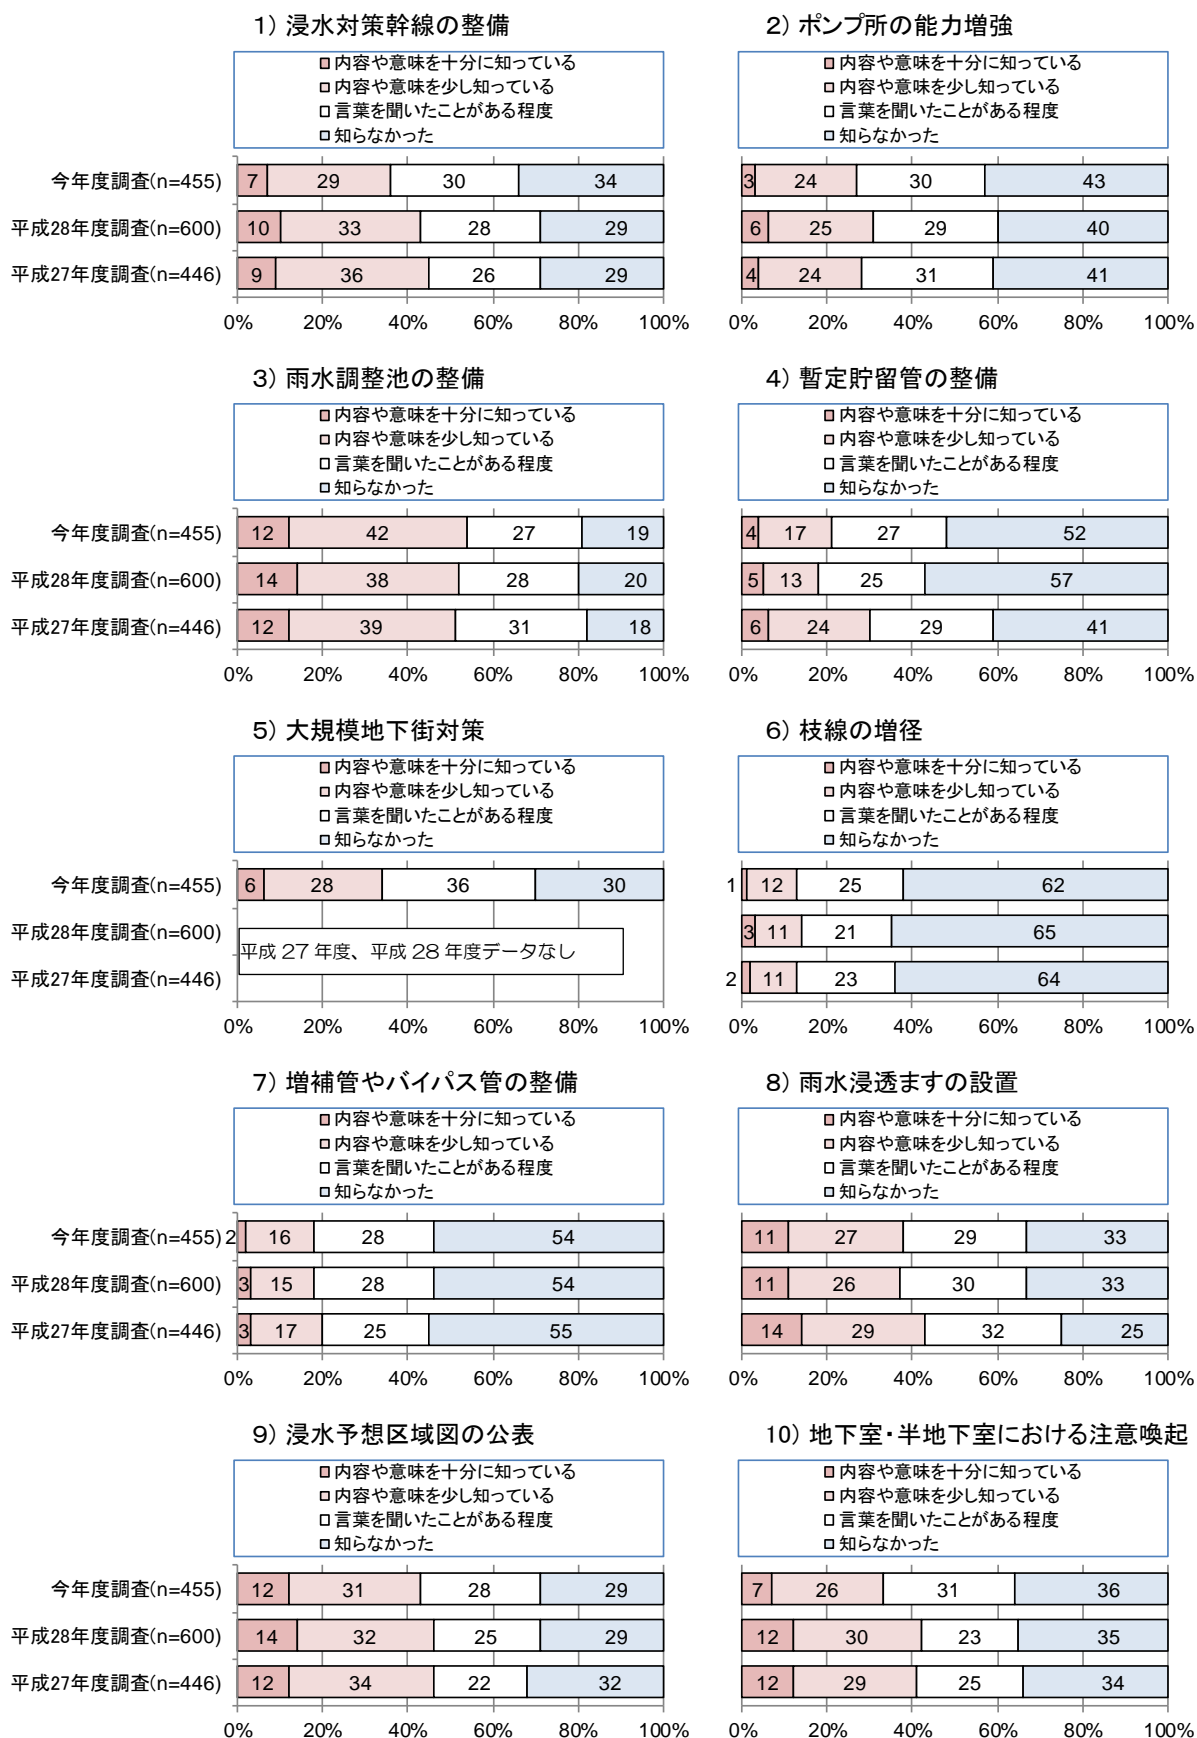 1）浸水対策幹線の整備
内容や意味を十分に知っている
内容や意味を少し知っている
言葉を聞いたことがある程度
知らなかった
今年度調査(n=455) 7 29 30 34
平成28年度調査(n=600) 10 33 28 29
平成27年度調査(n=446) 9 36 26 29
0% 20% 40% 60% 80% 100%
2）ポンプ所の能力増強
内容や意味を十分に知っている
内容や意味を少し知っている
言葉を聞いたことがある程度
知らなかった
3 24 30 43
6 25 29 40
4 24 31 41
0% 20% 40% 60% 80% 100%
3）雨水調整池の整備
内容や意味を十分に知っている
内容や意味を少し知っている
言葉を聞いたことがある程度
知らなかった
今年度調査(n=455) 12 42 27 19
平成28年度調査(n=600) 14 38 28 20
平成27年度調査(n=446) 12 39 31 18
0% 20% 40% 60% 80% 100%
4）暫定貯留管の整備
内容や意味を十分に知っている
内容や意味を少し知っている
言葉を聞いたことがある程度
知らなかった
4 17 27 52
5 13 25 57
6 24 29 41
0% 20% 40% 60% 80% 100%
5）大規模地下街対策
内容や意味を十分に知っている
内容や意味を少し知っている
言葉を聞いたことがある程度
知らなかった
今年度調査(n=455) 6 28 36 30
平成28年度調査(n=600)
平成 27 年度、平成 28 年度データなし
平成27年度調査(n=446)
0% 20% 40% 60% 80% 100%
6）枝線の増径
内容や意味を十分に知っている
内容や意味を少し知っている
言葉を聞いたことがある程度
知らなかった
1 12 25 62
3 11 21 65
2 11 23 64
0% 20% 40% 60% 80% 100%
7）増補管やバイパス管の整備
内容や意味を十分に知っている
内容や意味を少し知っている
言葉を聞いたことがある程度
知らなかった
今年度調査(n=455) 2 16 28 54
平成28年度調査(n=600) 3 15 28 54
平成27年度調査(n=446) 3 17 25 55
0% 20% 40% 60% 80% 100%
8）雨水浸透ますの設置
内容や意味を十分に知っている
内容や意味を少し知っている
言葉を聞いたことがある程度
知らなかった
11 27 29 33
11 26 30 33
14 29 32 25
0% 20% 40% 60% 80% 100%
9）浸水予想区域図の公表
内容や意味を十分に知っている
内容や意味を少し知っている
言葉を聞いたことがある程度
知らなかった
今年度調査(n=455) 12 31 28 29
平成28年度調査(n=600) 14 32 25 29
平成27年度調査(n=446) 12 34 22 32
0% 20% 40% 60% 80% 100%
10）地下室・半地下室における注意喚起
内容や意味を十分に知っている
内容や意味を少し知っている
言葉を聞いたことがある程度
知らなかった
7 26 31 36
12 30 23 35
12 29 25 34
0% 20% 40% 60% 80% 100%